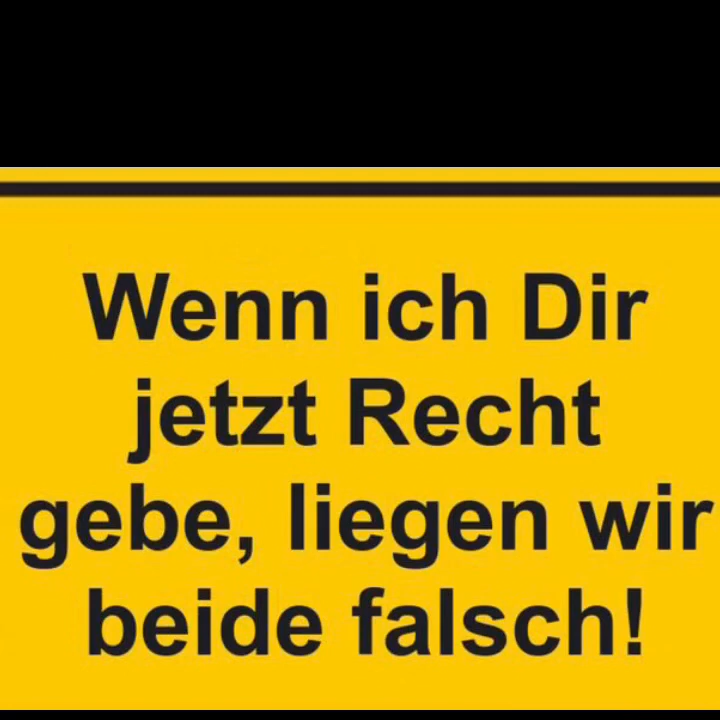 Wenn ich Dir
jetzt Recht
gebe, liegen wir
beide falsch!